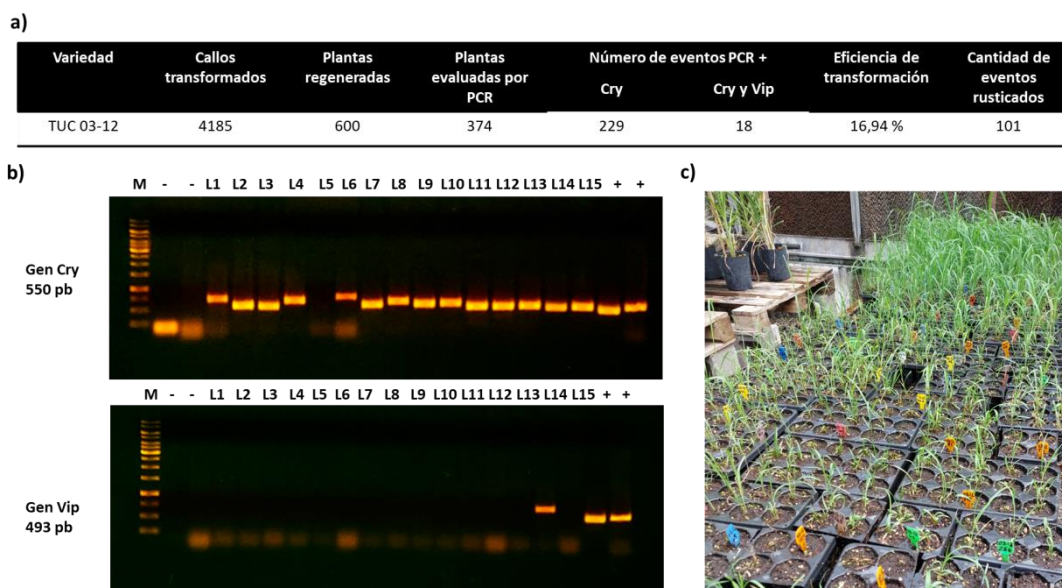 a)
Variedad Callos transformados Plantas regeneradas Plantas evaluadas por PCR Número de eventos PCR + Cry Cry y Vip Eficiencia de transformación Cantidad de eventos rusticados
TUC 03-12 4185 600 374 229 18 16,94 % 101
b)
M - - L1 L2 L3 L4 L5 L6 L7 L8 L9 L10 L11 L12 L13 L14 L15 + +
Gen Cry
550 pb
M - - L1 L2 L3 L4 L5 L6 L7 L8 L9 L10 L11 L12 L13 L14 L15 + +
Gen Vip
493 pb
c)